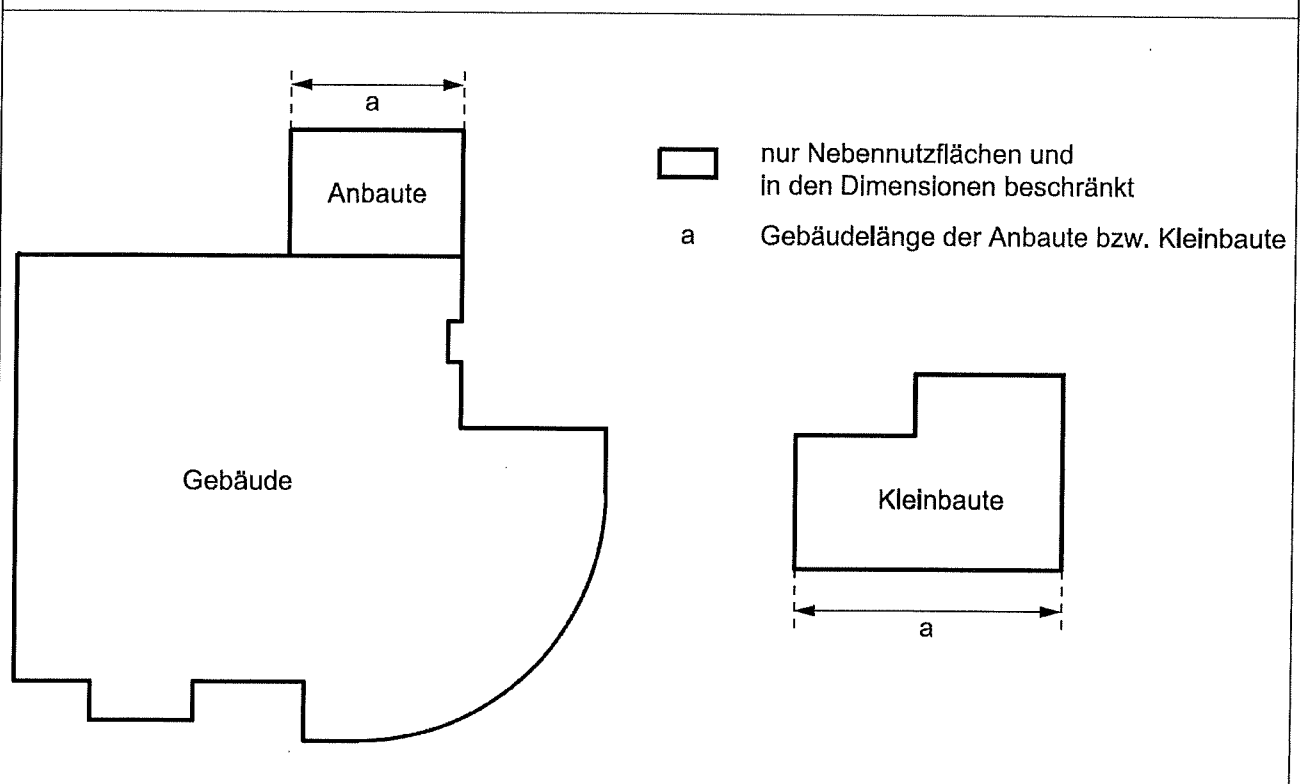 a
Anbaute
nur Nebennutzflächen und
in den Dimensionen beschränkt
a Gebäudelänge der Anbaute bzw. Kleinbaute
Gebäude
Kleinbaute
a